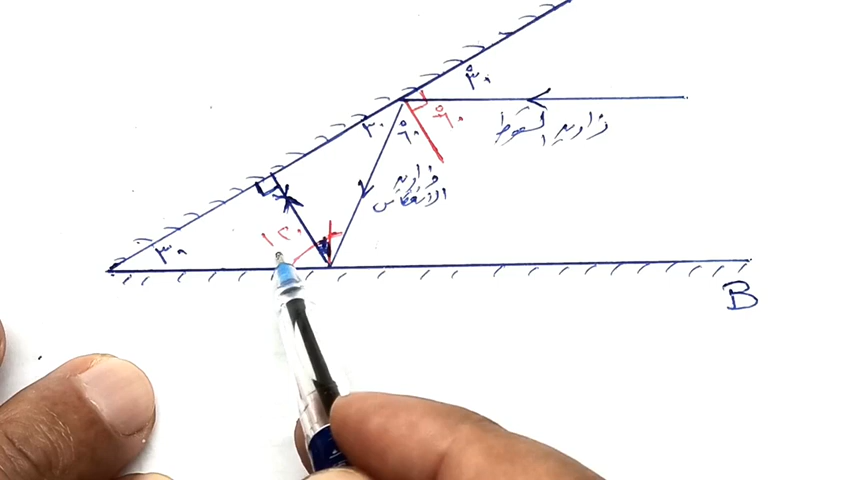 ٣٠°
٦٠°
زاوية السقوط
٣٠
٦٠°
زاوية
الانعكاس
١٢٠
٣٠
B